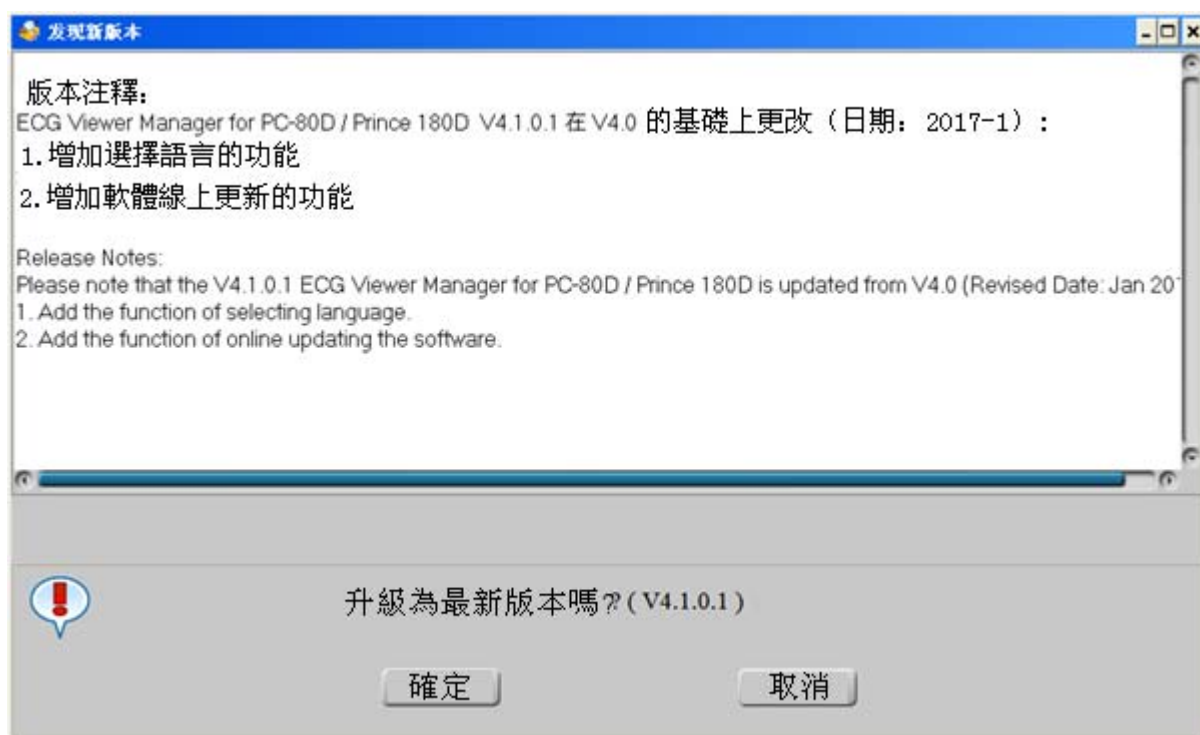 发现新版本
版本注釋：
ECG Viewer Manager for PC-80D / Prince 180D V4.1.0.1 在 V4.0 的基礎上更改（日期：2017-1）：
1.增加選擇語言的功能
2.增加軟體線上更新的功能
Release Notes:
Please note that the V4.1.0.1 ECG Viewer Manager for PC-80D / Prince 180D is updated from V4.0 (Revised Date: Jan 201
1. Add the function of selecting language.
2. Add the function of online updating the software.
升級為最新版本嗎?( V4.1.0.1 )
確定
取消